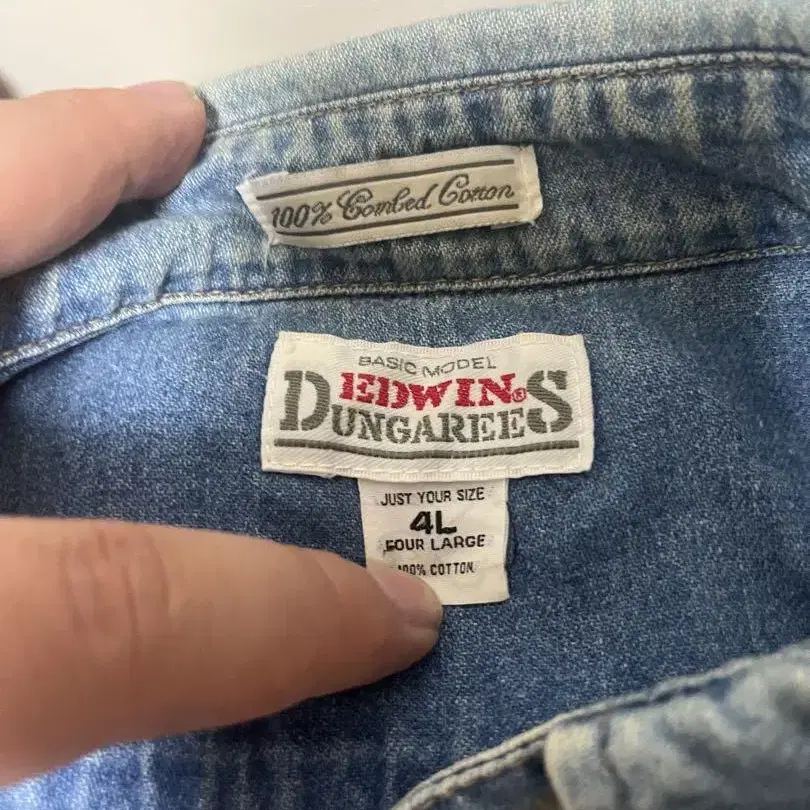 100% Combed Cotton
BASIC MODEL
EDWIN®
DUNGAREES
JUST YOUR SIZE
4L
FOUR LARGE
100% COTTON